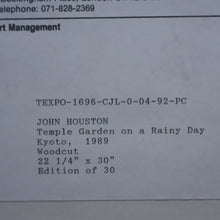 elephone: 071-828-2369
rt Management
TEXPO-1696-CJL-0-04-92-PC
JOHN HOUSTON
Temple Garden on a Rainy Day
Kyoto, 1989
Woodcut
22 1/4" x 30"
Edition of 30